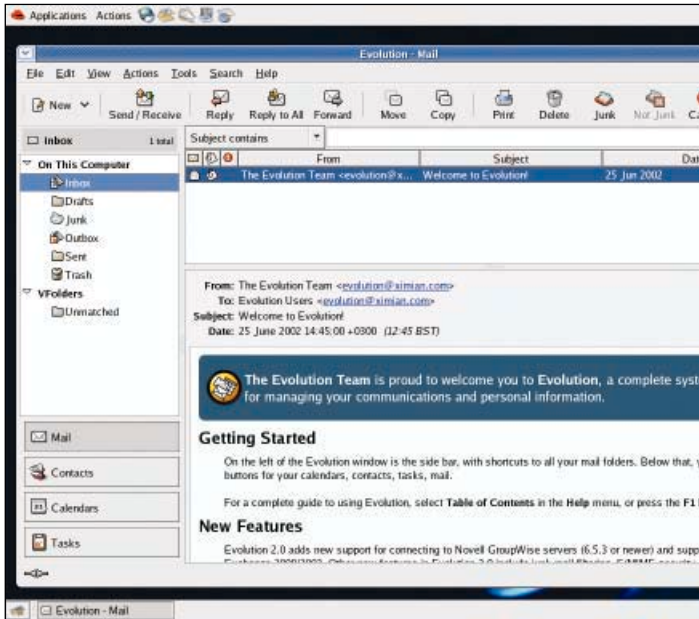 Applications Actions
Evolution - Mail
File Edit View Actions Tools Search Help
New Send / Receive Reply Reply to All Forward Move Copy Print Delete Junk Not Junk
Inbox 1 total
Subject contains
From Subject Dat
On This Computer
Inbox
Drafts
Junk
Outbox
Sent
Trash
VFolders
Unmatched
The Evolution Team <evolution@x... Welcome to Evolution! 25 Jun 2002
From: The Evolution Team <evolution@ximian.com>
To: Evolution Users <evolution@ximian.com>
Subject: Welcome to Evolution!
Date: 25 June 2002 14:45:00 +0300 (12:45 BST)
The Evolution Team is proud to welcome you to Evolution, a complete syst
for managing your communications and personal information.
Getting Started
On the left of the Evolution window is the side bar, with shortcuts to all your mail folders. Below that,
buttons for your calendars, contacts, tasks, mail.
For a complete guide to using Evolution, select Table of Contents in the Help menu, or press the F1
New Features
Evolution 2.0 adds new support for connecting to Novell GroupWise servers (6.5.3 or newer) and supp
Mail
Contacts
Calendars
Tasks
Evolution - Mail